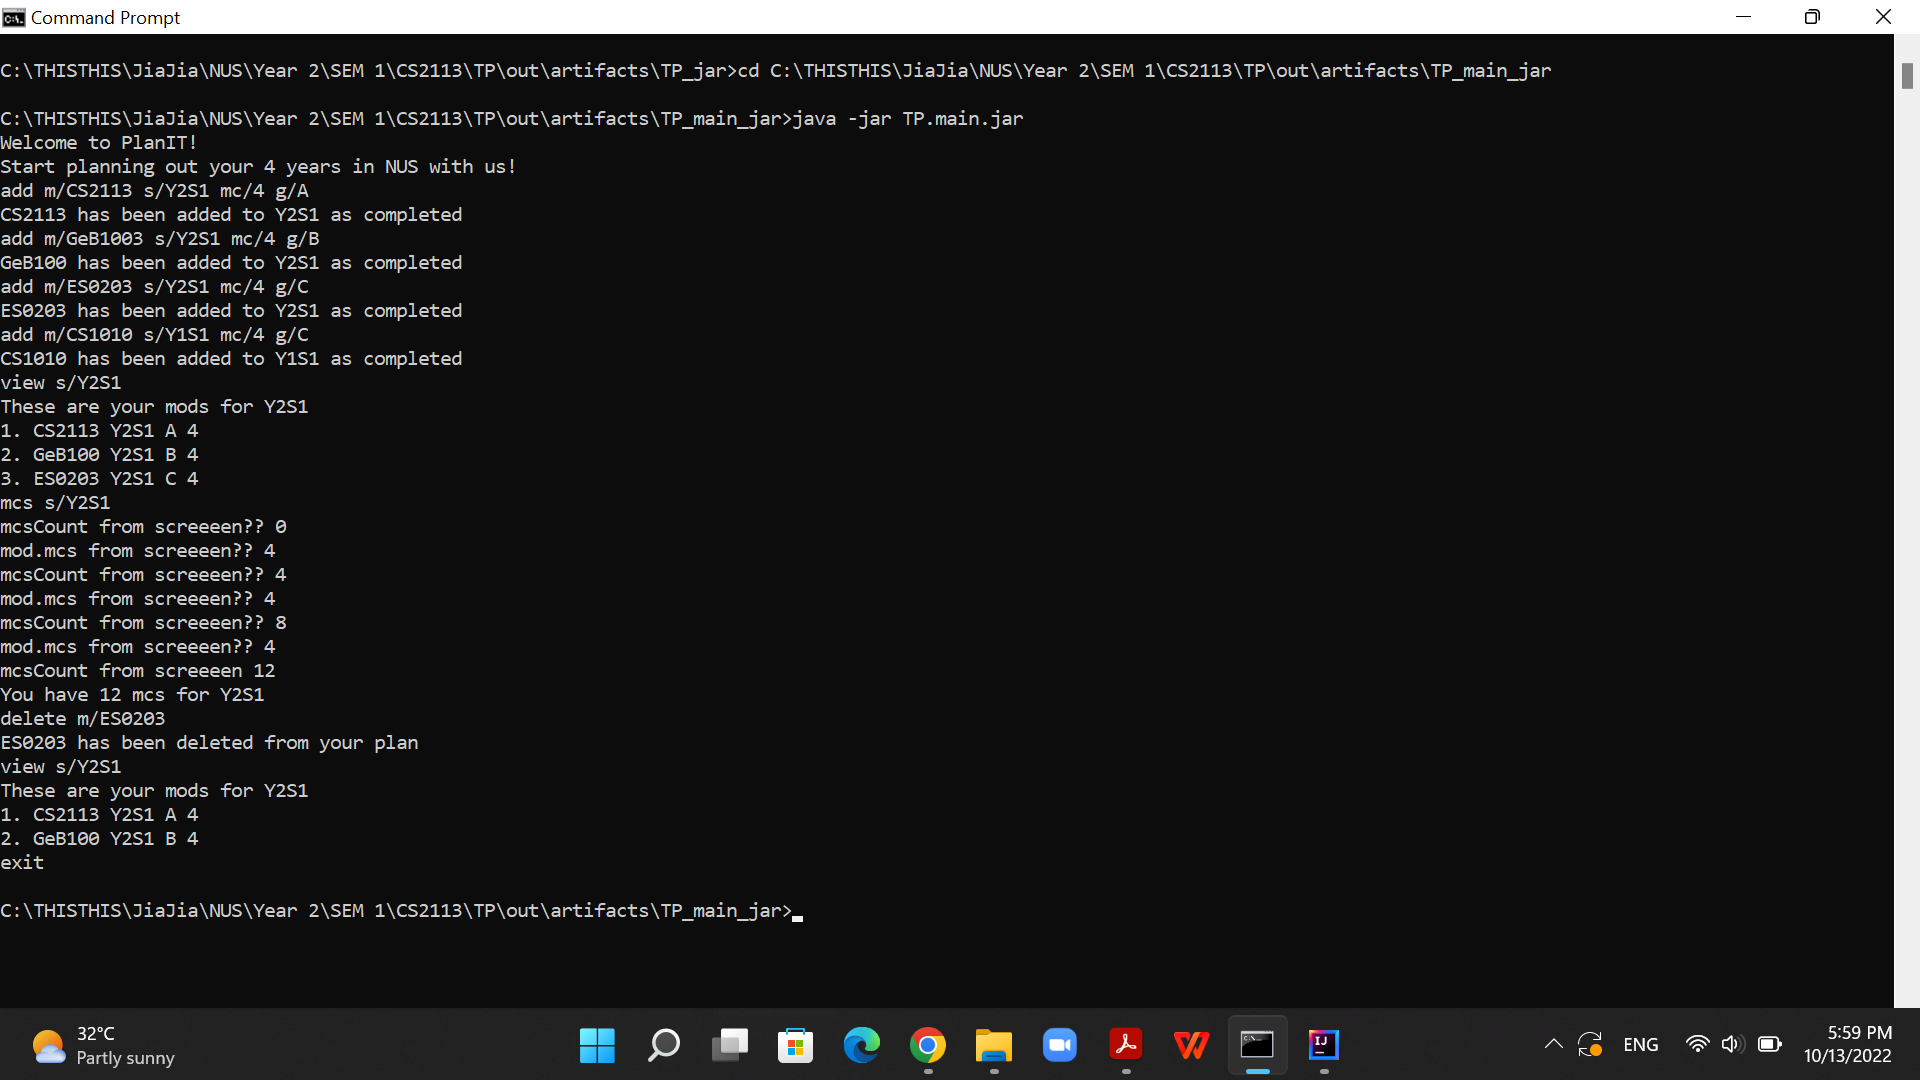 Command Prompt
C:\THISTHIS\JiaJia\NUS\Year 2\SEM 1\CS2113\TP\out\artifacts\TP_jar>cd C:\THISTHIS\JiaJia\NUS\Year 2\SEM 1\CS2113\TP\out\artifacts\TP_main_jar
C:\THISTHIS\JiaJia\NUS\Year 2\SEM 1\CS2113\TP\out\artifacts\TP_main_jar>java -jar TP.main.jar
Welcome to PlanIT!
Start planning out your 4 years in NUS with us!
add m/CS2113 s/Y2S1 mc/4 g/A
CS2113 has been added to Y2S1 as completed
add m/GeB1003 s/Y2S1 mc/4 g/B
GeB100 has been added to Y2S1 as completed
add m/ES0203 s/Y2S1 mc/4 g/C
ES0203 has been added to Y2S1 as completed
add m/CS1010 s/Y1S1 mc/4 g/C
CS1010 has been added to Y1S1 as completed
view s/Y2S1
These are your mods for Y2S1
1. CS2113 Y2S1 A 4
2. GeB100 Y2S1 B 4
3. ES0203 Y2S1 C 4
mcs s/Y2S1
mcsCount from screeeen?? 0
mod.mcs from screeeen?? 4
mcsCount from screeeen?? 4
mod.mcs from screeeen?? 4
mcsCount from screeeen?? 8
mod.mcs from screeeen?? 4
mcsCount from screeeen 12
You have 12 mcs for Y2S1
delete m/ES0203
ES0203 has been deleted from your plan
view s/Y2S1
These are your mods for Y2S1
1. CS2113 Y2S1 A 4
2. GeB100 Y2S1 B 4
exit
C:\THISTHIS\JiaJia\NUS\Year 2\SEM 1\CS2113\TP\out\artifacts\TP_main_jar>
32°C
Partly sunny
IJ
ENG
5:59 PM
10/13/2022